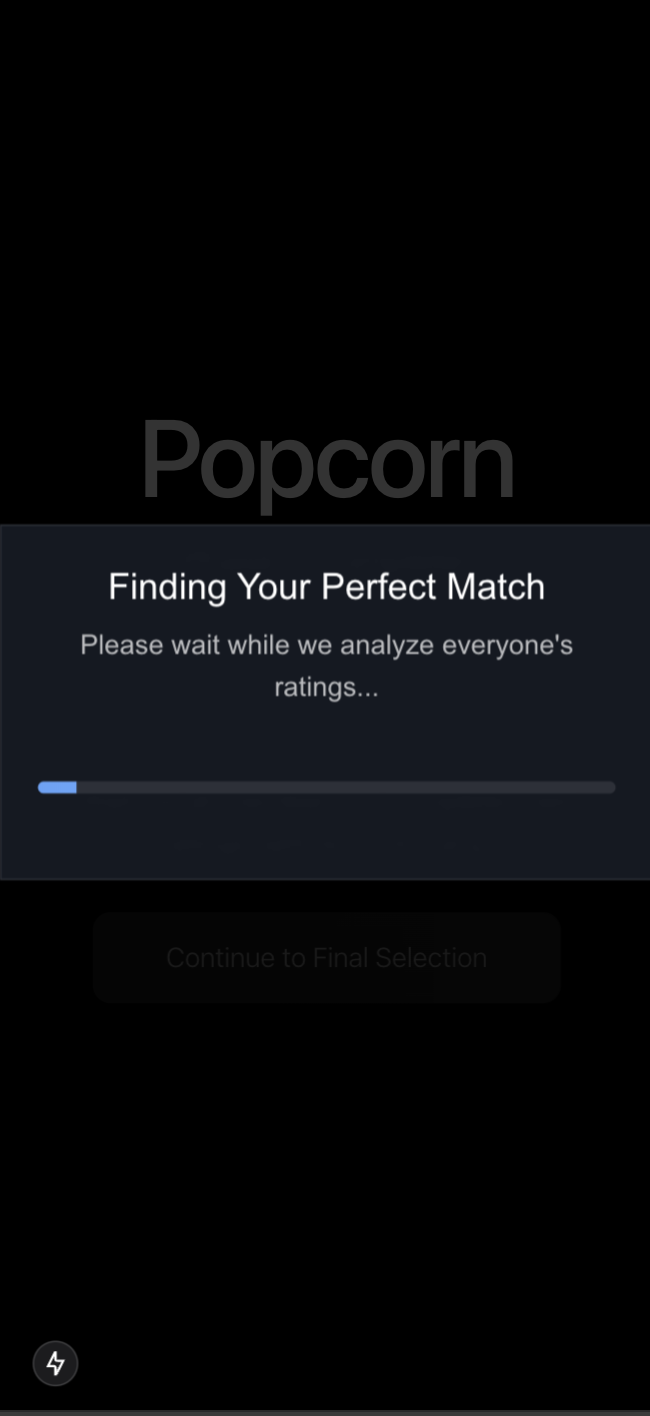 Popcorn
Finding Your Perfect Match
Please wait while we analyze everyone's
ratings...
Continue to Final Selection